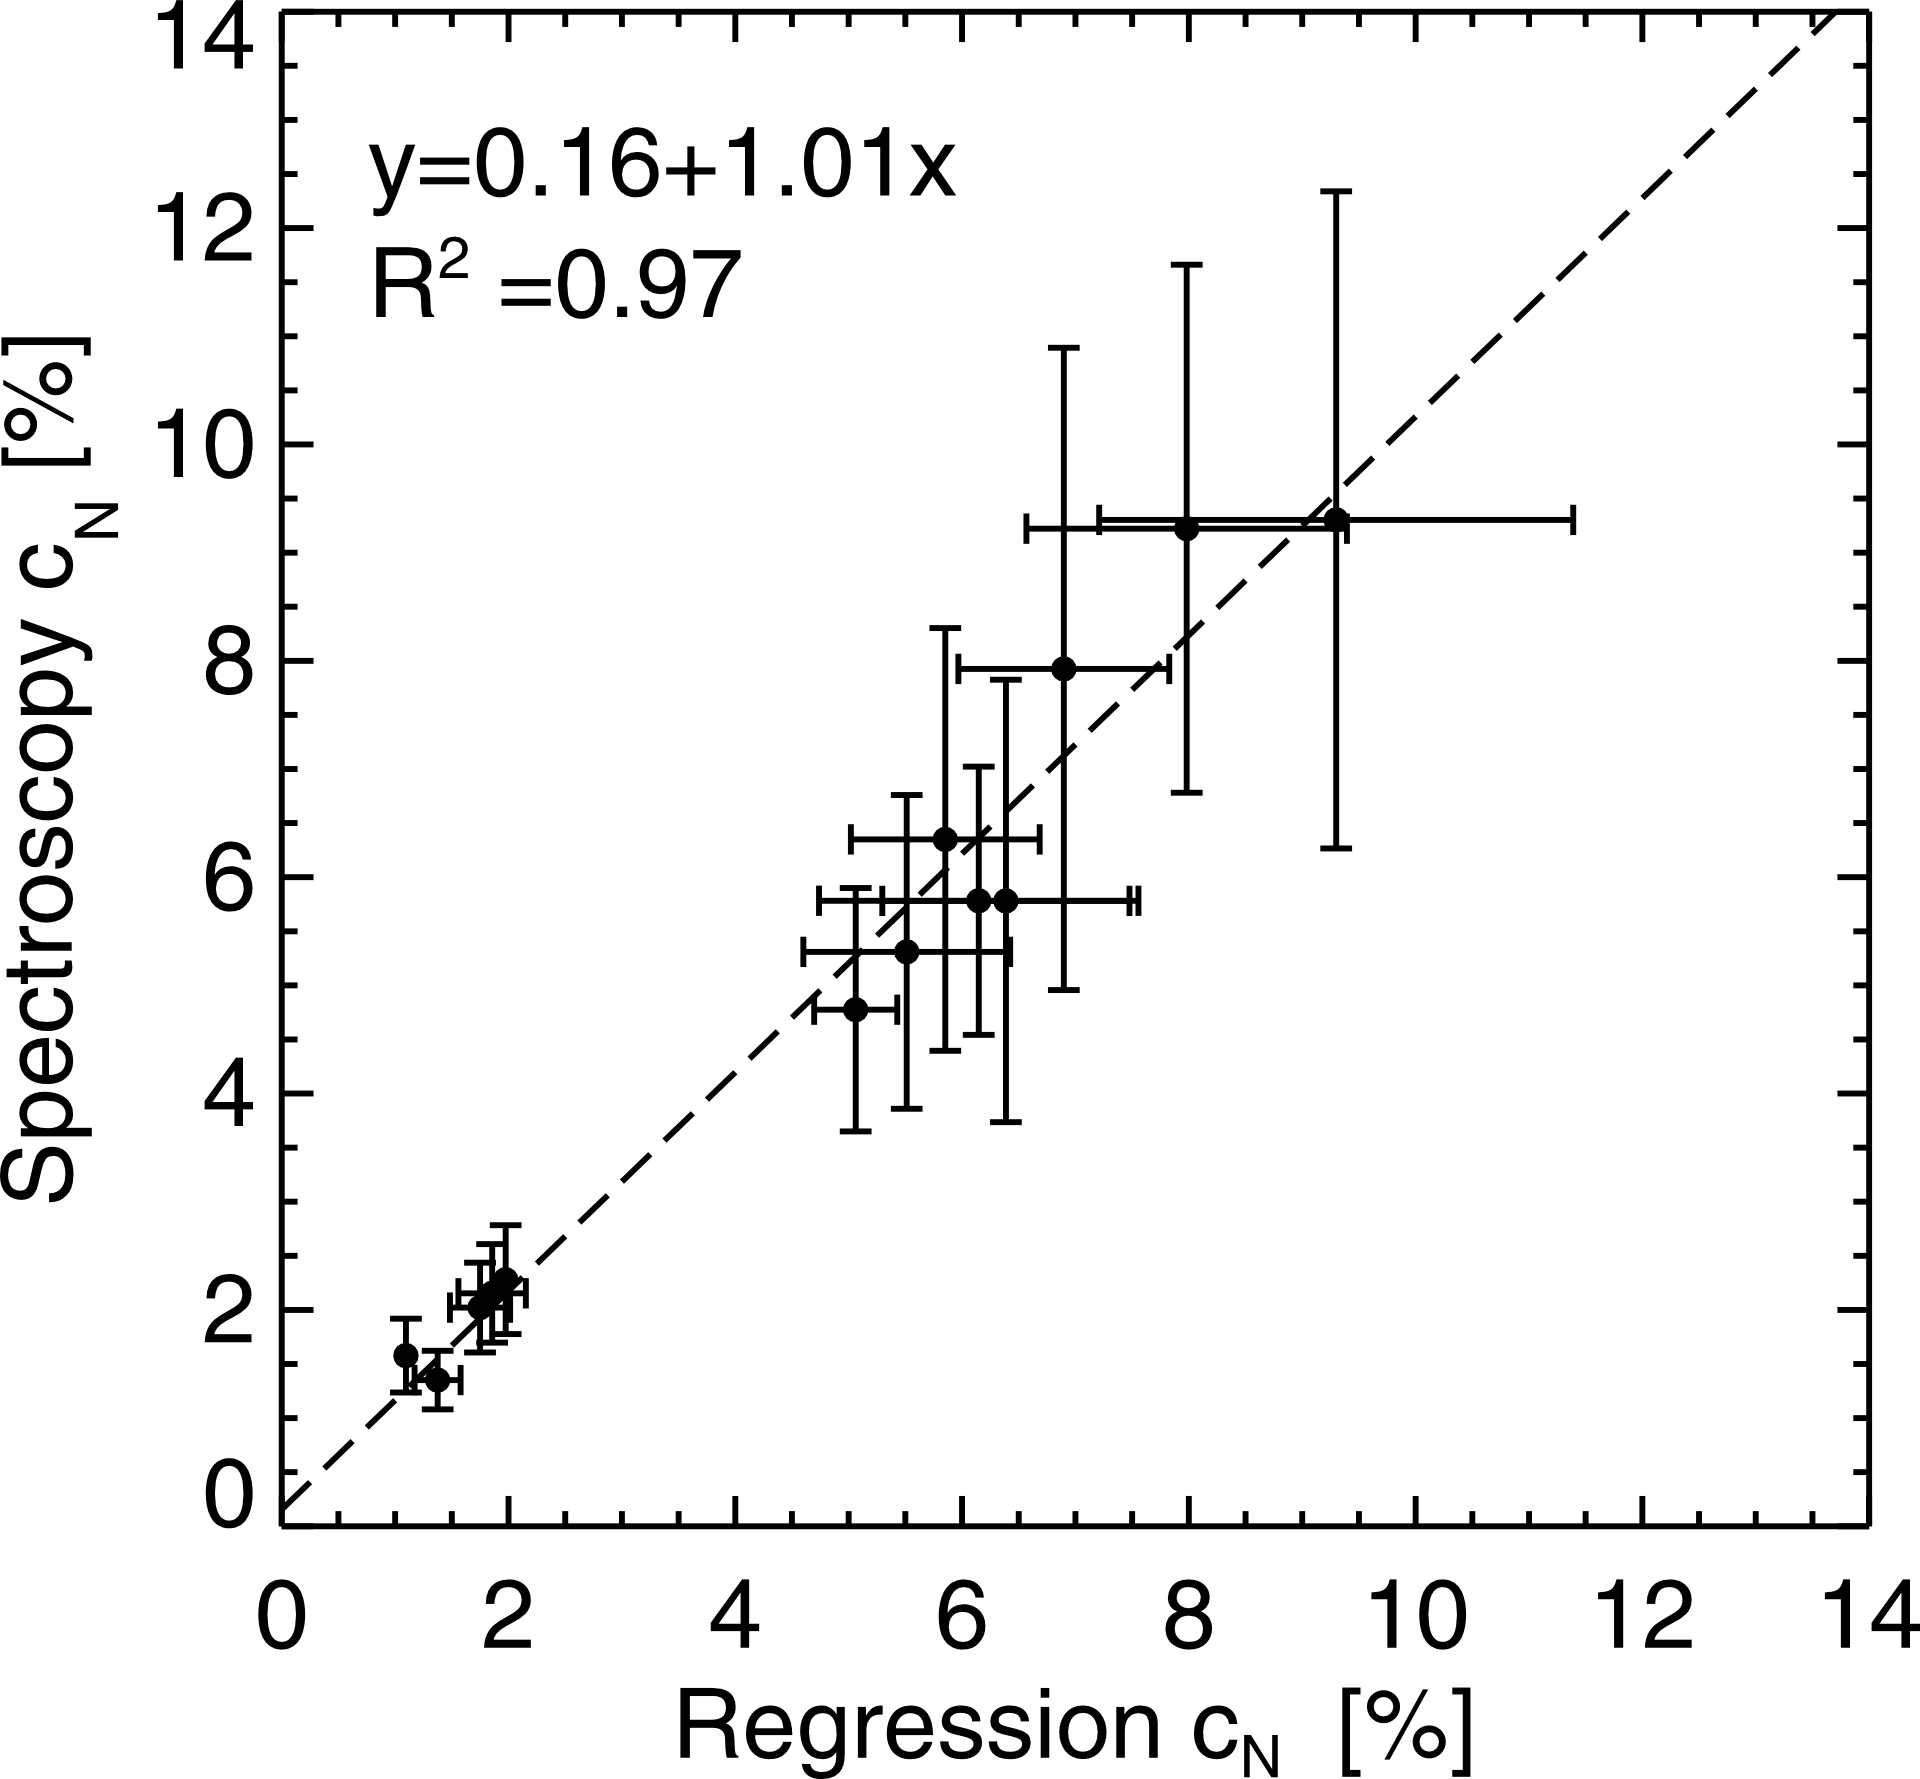 y=0.16+1.01x
R² =0.97
Spectroscopy c_N [%]
14
12
10
8
6
4
2
0
0 2 4 6 8 10 12 14
Regression c_N [%]